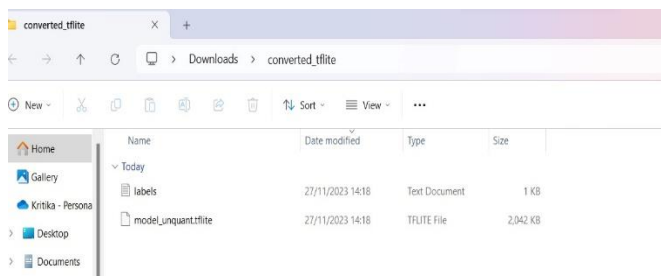 converted_tflite
Downloads > converted_tflite
New Sort View ...
Name Date modified Type Size
Home
Today
Gallery
labels 27/11/2023 14:18 Text Document 1 KB
Kritika - Persona
model_unquant.tflite 27/11/2023 14:18 TFLITE File 2,042 KB
Desktop
Documents